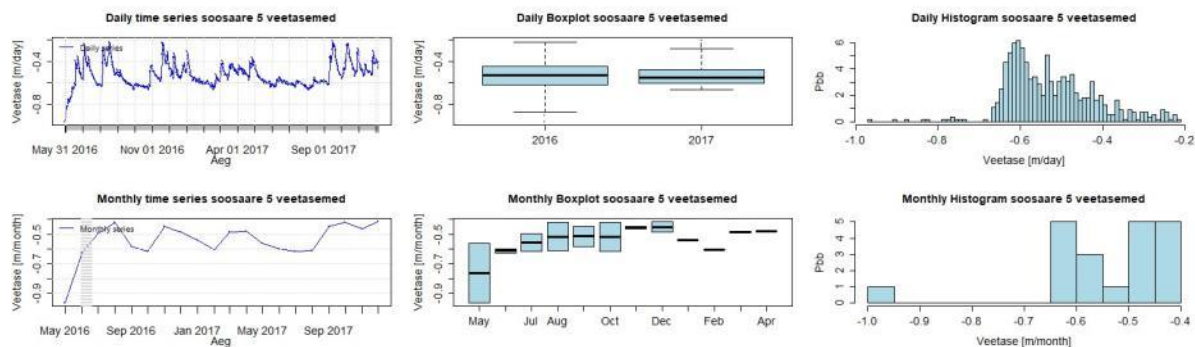 Daily time series soosaare 5 veetasemed
Veetase [m/day]
-0.4
-0.8
Daily series
May 31 2016
Nov 01 2016
Apr 01 2017
Sep 01 2017
Aeg
Daily Boxplot soosaare 5 veetasemed
Veetase [m/day]
-0.4
-0.8
2016
2017
Daily Histogram soosaare 5 veetasemed
Pbb
6
4
2
0
-1.0
-0.8
-0.6
-0.4
-0.2
Veetase [m/day]
Monthly time series soosaare 5 veetasemed
Veetase [m/month]
-0.5
-0.7
-0.9
Monthly series
May 2016
Sep 2016
Jan 2017
May 2017
Sep 2017
Aeg
Monthly Boxplot soosaare 5 veetasemed
Veetase [m/month]
-0.5
-0.7
-0.9
May
Jul
Aug
Oct
Dec
Feb
Apr
Monthly Histogram soosaare 5 veetasemed
Pbb
5
4
3
2
1
0
-1.0
-0.9
-0.8
-0.7
-0.6
-0.5
-0.4
Veetase [m/month]